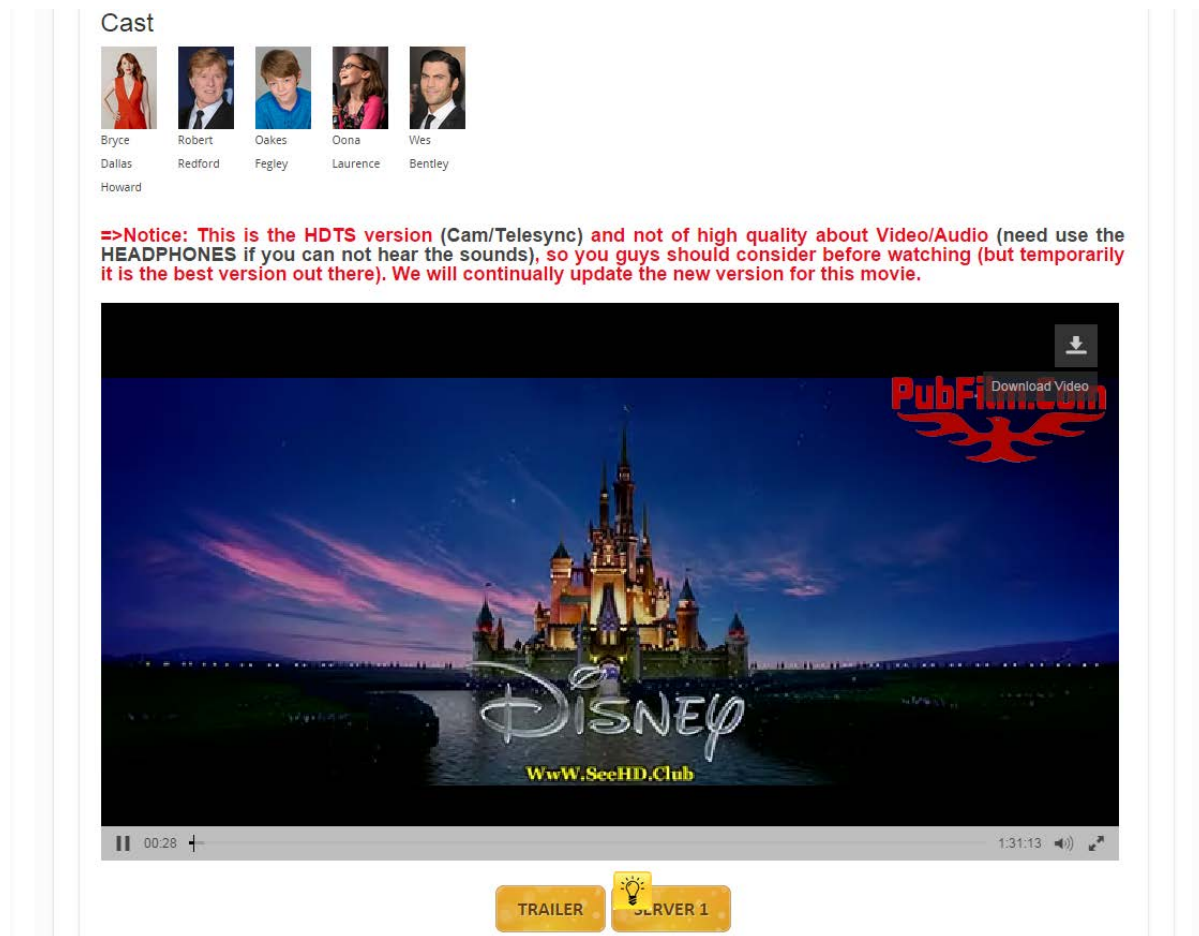 Cast
Bryce Robert Oakes Oona Wes
Dallas Redford Fegley Laurence Bentley
Howard
=>Notice: This is the HDTS version (Cam/Telesync) and not of high quality about Video/Audio (need use the
HEADPHONES if you can not hear the sounds), so you guys should consider before watching (but temporarily
it is the best version out there). We will continually update the new version for this movie.
Download Video
DISNEY
WwW.SeeHD.Club
00:28 1:31:13
TRAILER 1